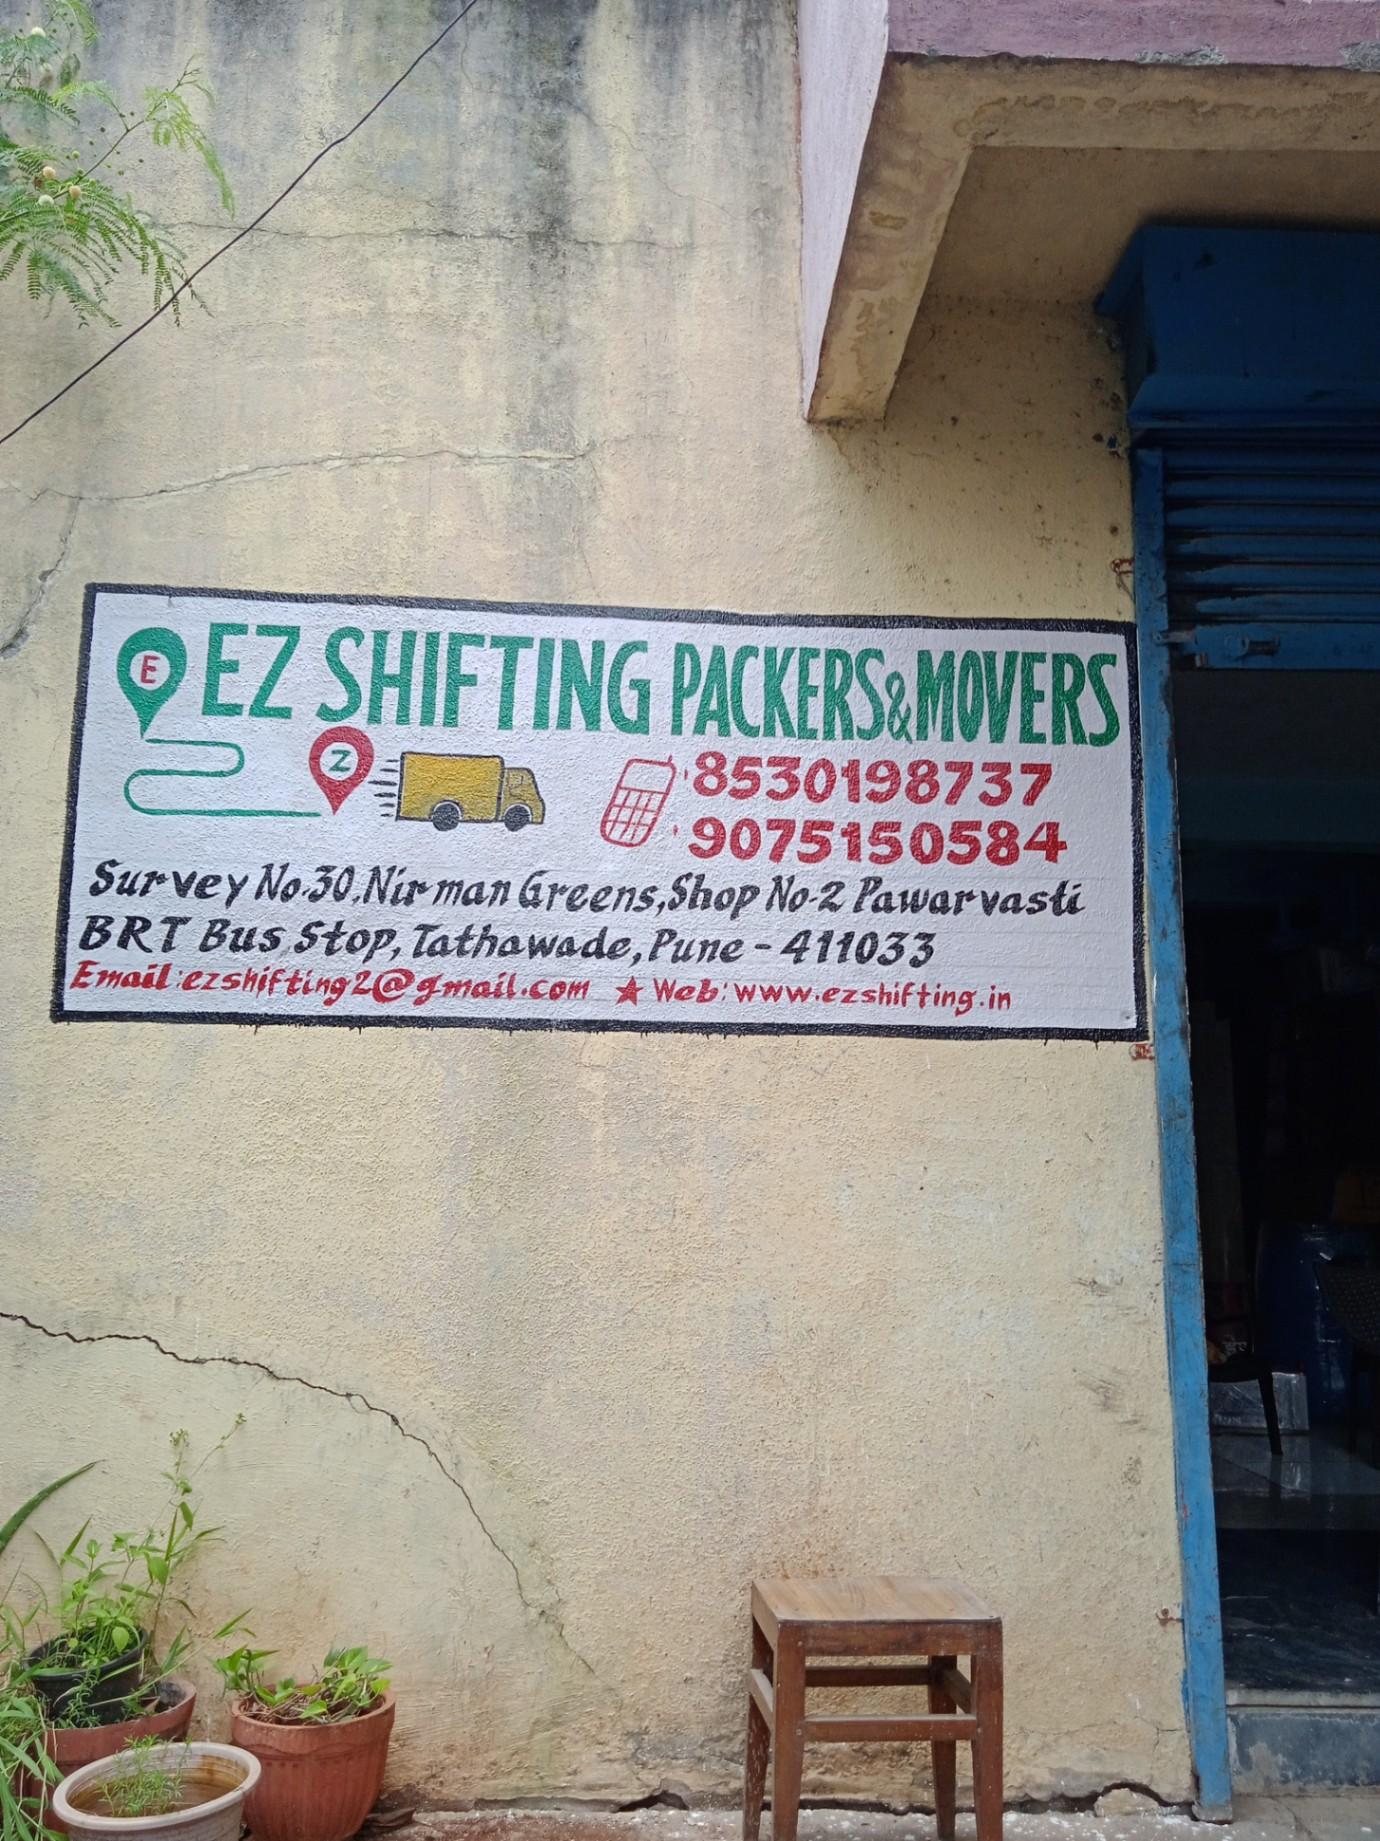 E EZ SHIFTING PACKERS & MOVERS
Z 8530198737
9075150584
Survey No.30, Nirman Greens, Shop No-2 Pawarvasti
BRT Bus Stop, Tathawade, Pune - 411033
Email: ezshifting2@gmail.com ★ Web: www.ezshifting.in